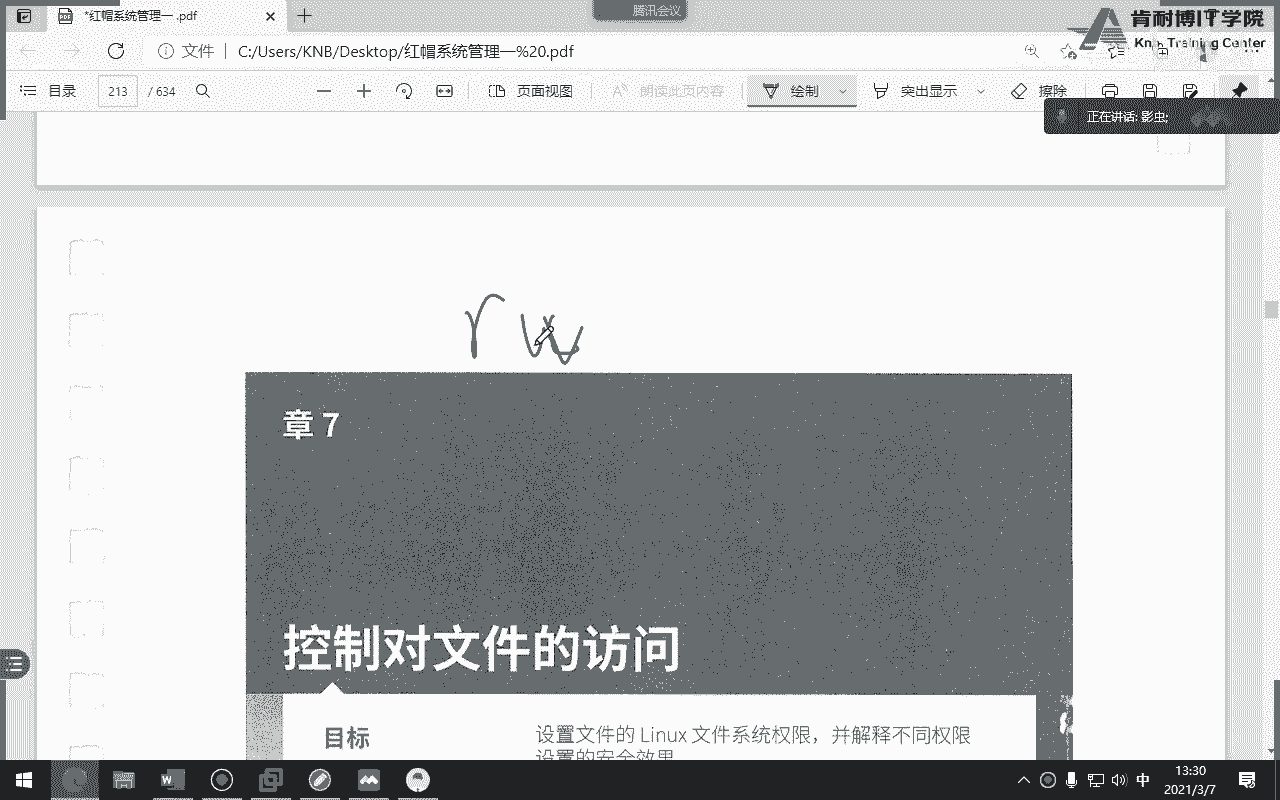 *红帽系统管理一 .pdf
腾讯会议
肯耐博IT学院
文件 C:/Users/KNB/Desktop/红帽系统管理一%20.pdf
Training Center
目录 213 / 634 页面视图 朗读此页内容 绘制 突出显示 擦除
正在讲话: 影虫;
r w
章 7
控制对文件的访问
目标
设置文件的 Linux 文件系统权限，并解释不同权限
设置的安全效果
中
13:30
2021/3/7